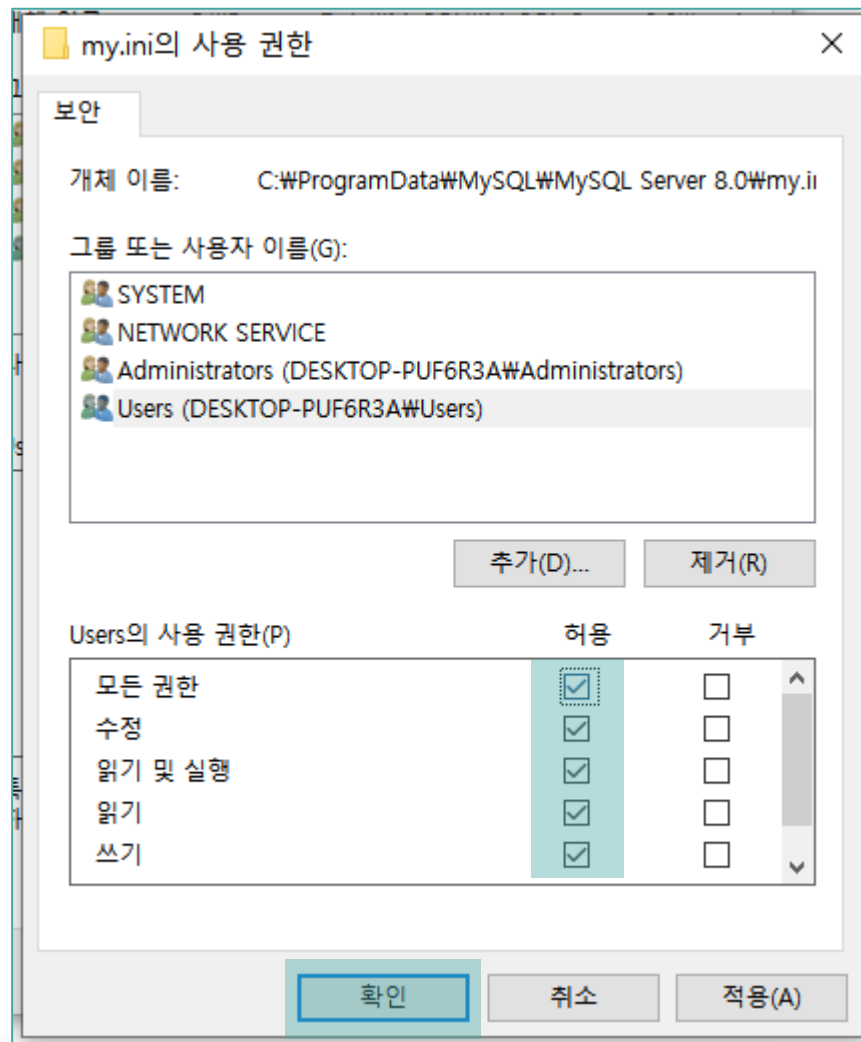 my.ini의 사용 권한
보안
개체 이름: C:₩ProgramData₩MySQL₩MySQL Server 8.0₩my.ii
그룹 또는 사용자 이름(G):
SYSTEM
NETWORK SERVICE
Administrators (DESKTOP-PUF6R3A₩Administrators)
Users (DESKTOP-PUF6R3A₩Users)
추가(D)...
제거(R)
Users의 사용 권한(P) 허용 거부
모든 권한
수정
읽기 및 실행
읽기
쓰기
확인
취소
적용(A)